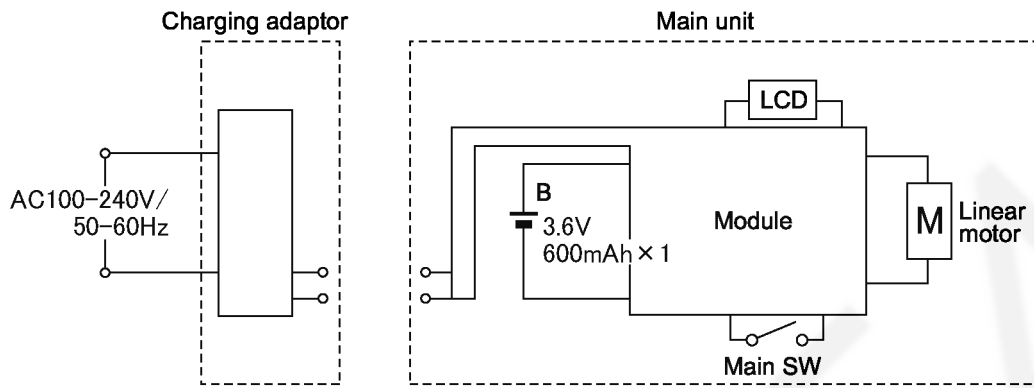 Charging adaptor
Main unit
LCD
AC100-240V/
50-60Hz
B
3.6V
600mAh×1
Module
M
Linear
motor
Main SW